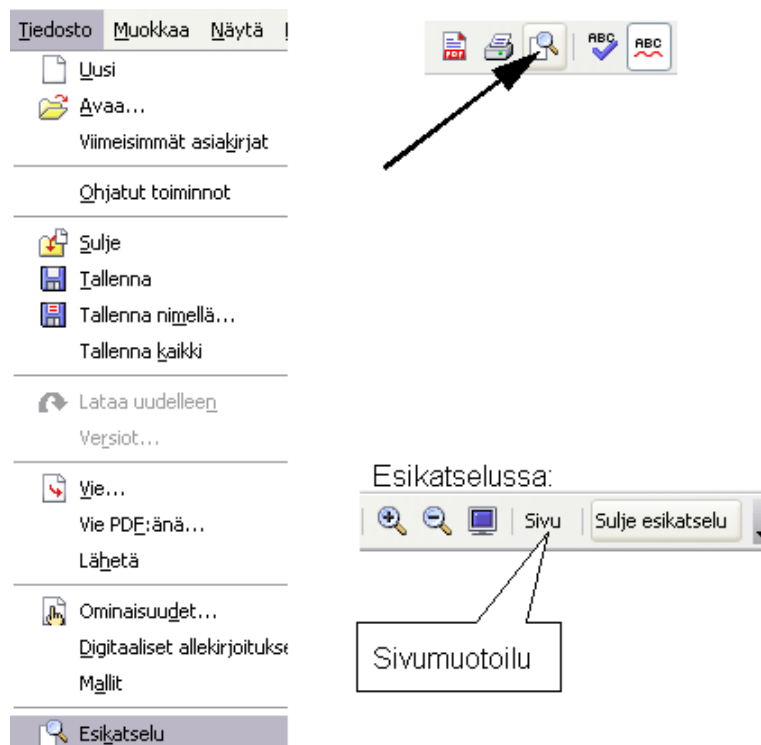 Tiedosto Muokkaa Näytä
Uusi
Avaa...
Viimeisimmät asiakirjat
Ohjatut toiminnot
Sulje
Tallenna
Tallenna nimellä...
Tallenna kaikki
Lataa uudelleen
Versiot...
Vie...
Vie PDF:änä...
Lähetä
Ominaisuudet...
Digitaaliset allekirjoitukse
Mallit
Esikatselu
PDF ABC ABC
Esikatselussa:
Sivu Sulje esikatselu
Sivumuotoilu